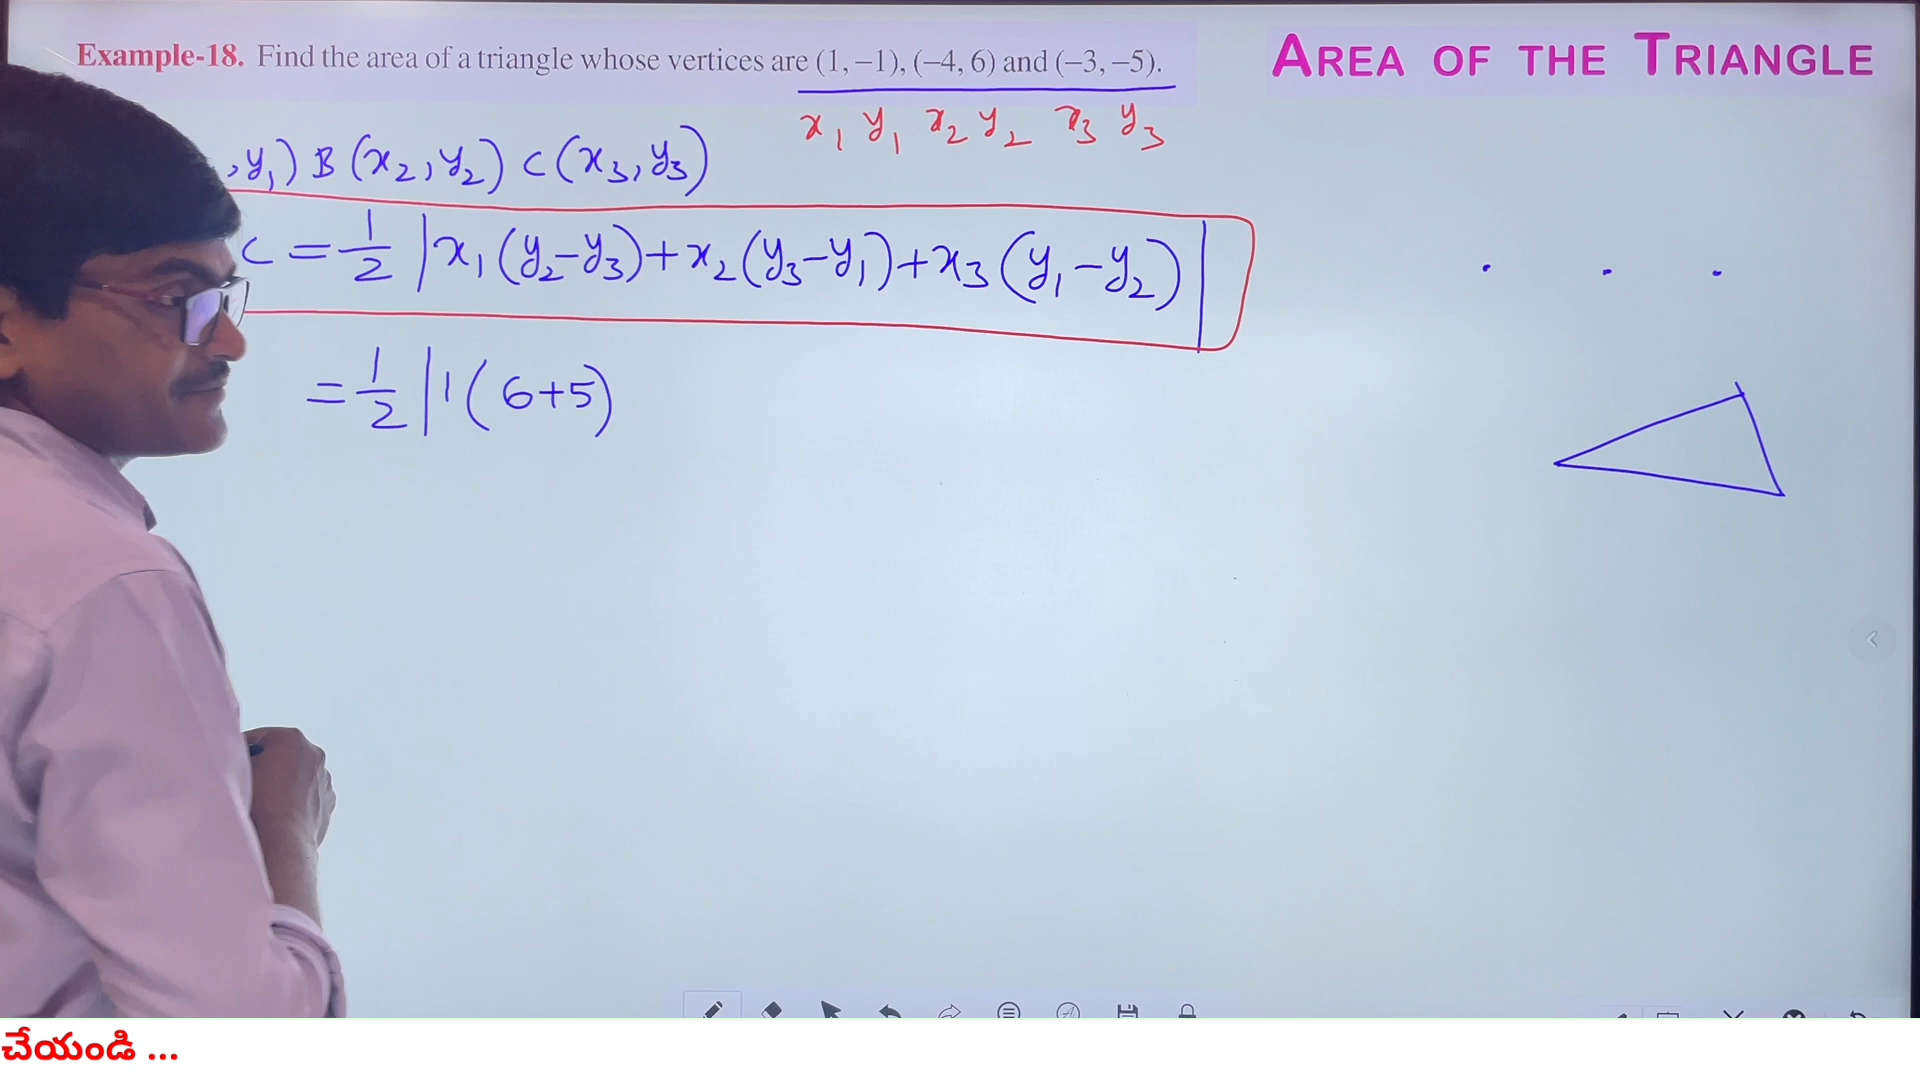 Example-18. Find the area of a triangle whose vertices are (1, −1), (−4, 6) and (−3, −5).
AREA OF THE TRIANGLE
x₁ y₁ x₂ y₂ x₃ y₃
, y₁) B (x₂, y₂) C (x₃, y₃)
C = 1/2 | x₁ (y₂ − y₃) + x₂ (y₃ − y₁) + x₃ (y₁ − y₂) |
= 1/2 | 1 ( 6+5)
చేయండి ...